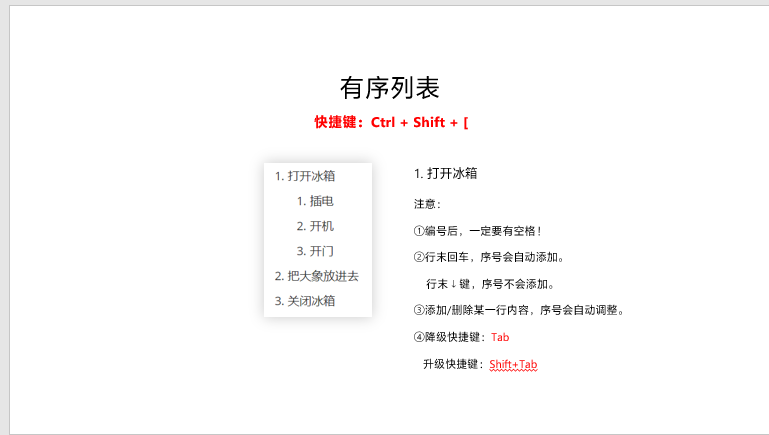 有序列表
快捷键：Ctrl + Shift + [
1. 打开冰箱
1. 插电
2. 开机
3. 开门
2. 把大象放进去
3. 关闭冰箱
1. 打开冰箱
注意：
①编号后，一定要有空格！
②行末回车，序号会自动添加。
行末↓键，序号不会添加。
③添加/删除某一行内容，序号会自动调整。
④降级快捷键：Tab
升级快捷键：Shift+Tab